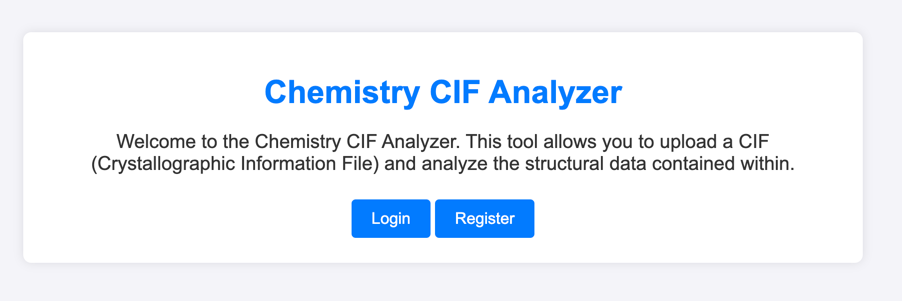 Chemistry CIF Analyzer
Welcome to the Chemistry CIF Analyzer. This tool allows you to upload a CIF
(Crystallographic Information File) and analyze the structural data contained within.
Login Register